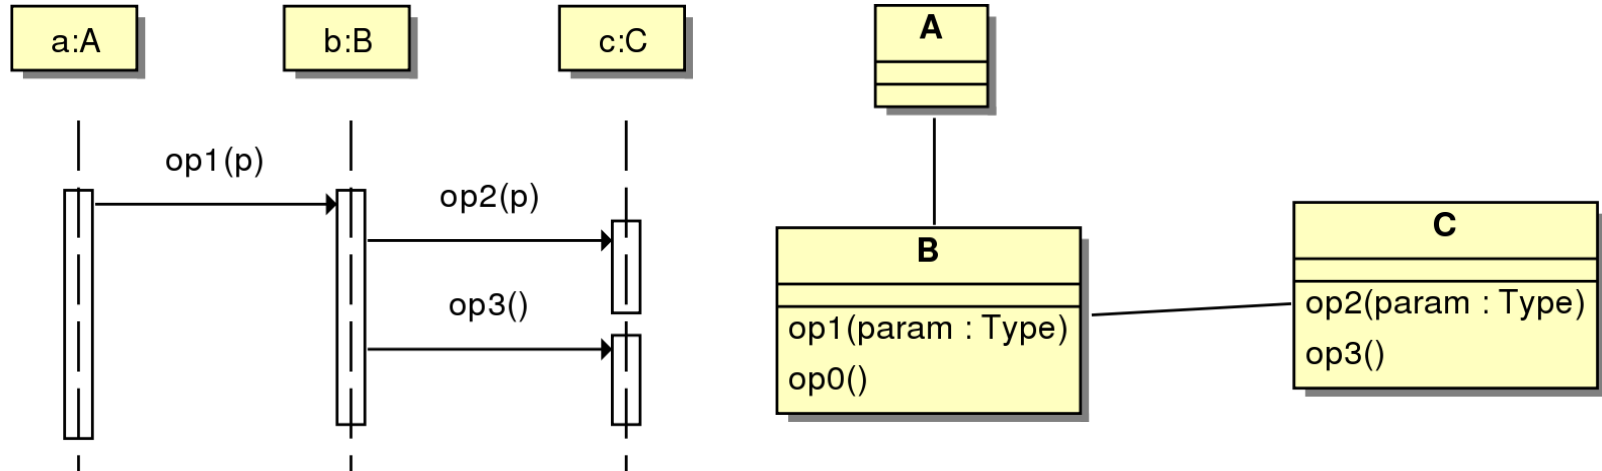 a:A
b:B
c:C
op1(p)
op2(p)
op3()
A
B
op1(param : Type)
op0()
C
op2(param : Type)
op3()